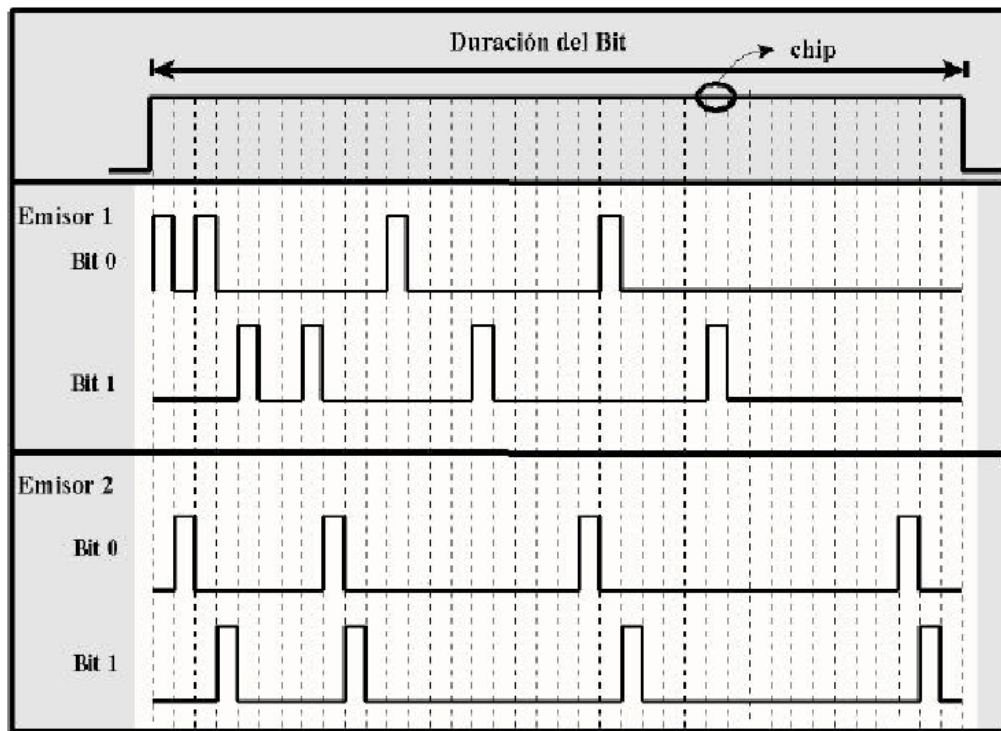 Duración del Bit
chip
Emisor 1
Bit 0
Bit 1
Emisor 2
Bit 0
Bit 1